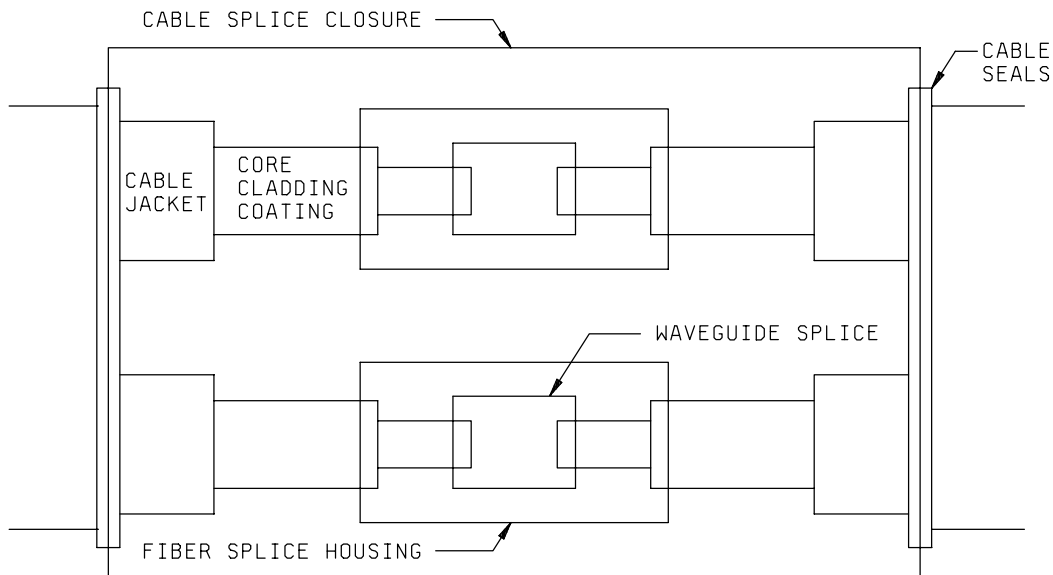 CABLE SPLICE CLOSURE
CABLE
SEALS
CABLE
JACKET
CORE
CLADDING
COATING
WAVEGUIDE SPLICE
FIBER SPLICE HOUSING